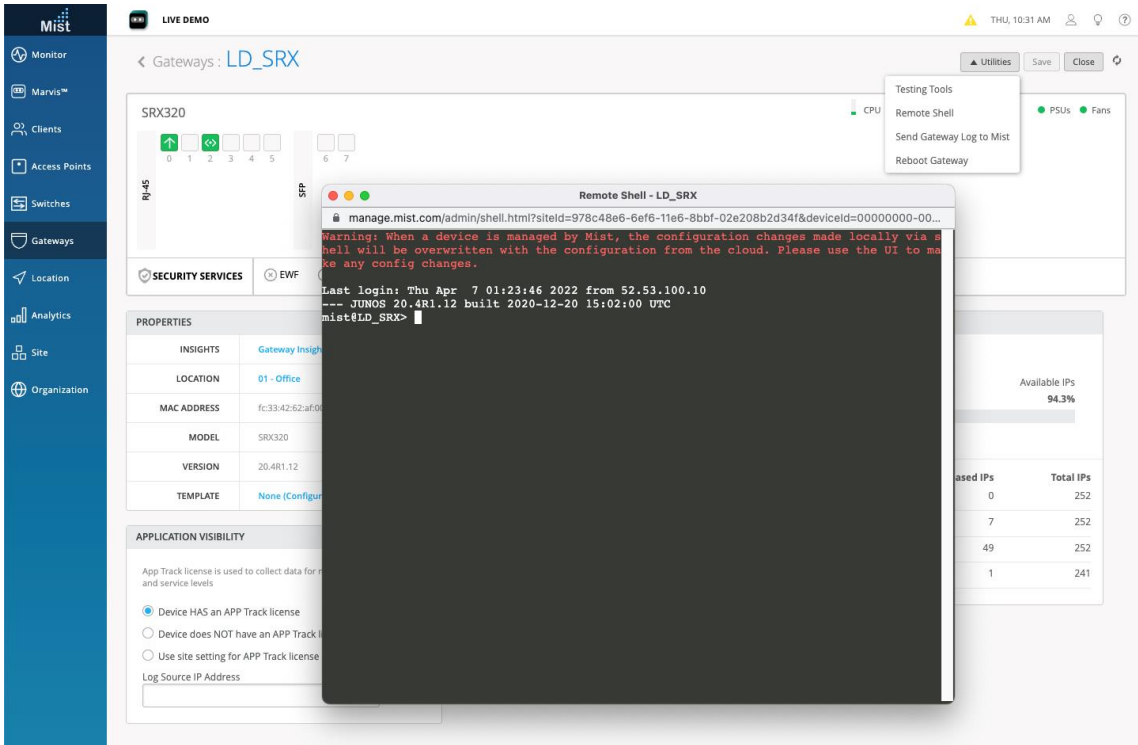 Mist
LIVE DEMO
THU, 10:31 AM
Monitor
Marvis™
Clients
Access Points
Switches
Gateways
Location
Analytics
Site
Organization
< Gateways : LD_SRX
Utilities
Save
Close
Testing Tools
Remote Shell
Send Gateway Log to Mist
Reboot Gateway
SRX320
CPU
PSUs
Fans
0 1 2 3 4 5
6 7
RJ-45
SFP
SECURITY SERVICES
EWF
Remote Shell - LD_SRX
manage.mist.com/admin/shell.html?siteId=978c48e6-6ef6-11e6-8bbf-02e208b2d34f&deviceId=00000000-00...
Warning: When a device is managed by Mist, the configuration changes made locally via s
hell will be overwritten with the configuration from the cloud. Please use the UI to ma
ke any config changes.
Last login: Thu Apr  7 01:23:46 2022 from 52.53.100.10
--- JUNOS 20.4R1.12 built 2020-12-20 15:02:00 UTC
mist@LD_SRX>
PROPERTIES
INSIGHTS
Gateway Insigh
LOCATION
01 - Office
MAC ADDRESS
fc:33:42:62:af:00
MODEL
SRX320
VERSION
20.4R1.12
TEMPLATE
None (Configur
APPLICATION VISIBILITY
App Track license is used to collect data for
and service levels
Device HAS an APP Track license
Device does NOT have an APP Track
Use site setting for APP Track license
Log Source IP Address
Available IPs
94.3%
ased IPs
Total IPs
0 252
7 252
49 252
1 241